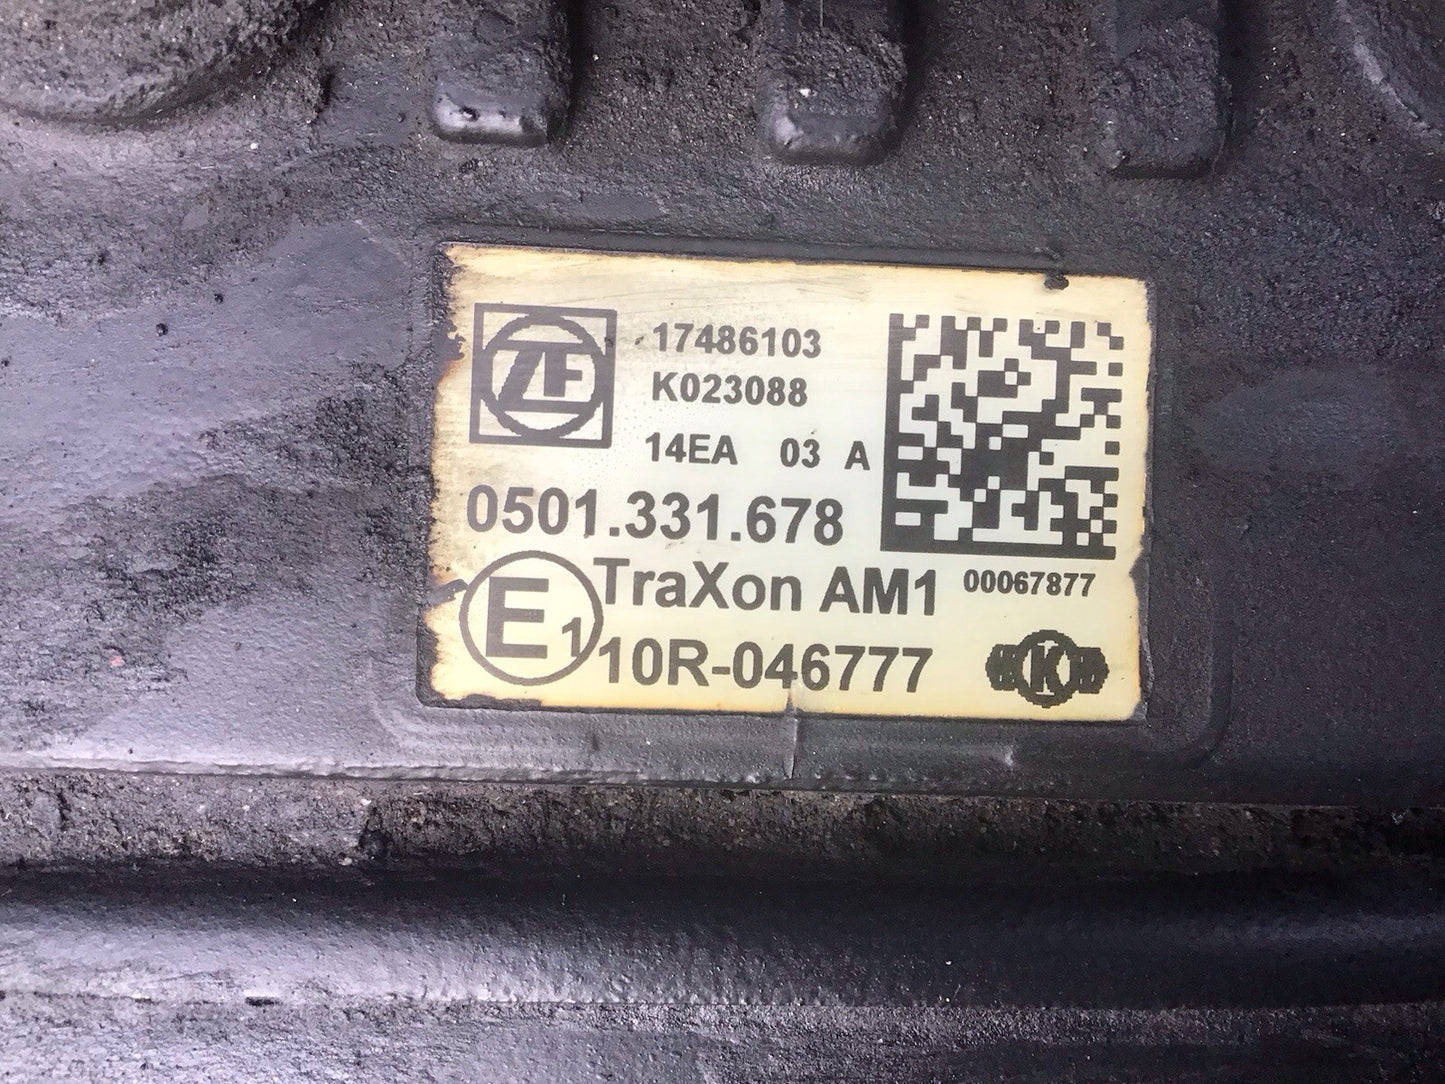 ZF
17486103
K023088
14EA 03 A
0501.331.678
TraXon AM1 00067877
E1 10R-046777
K